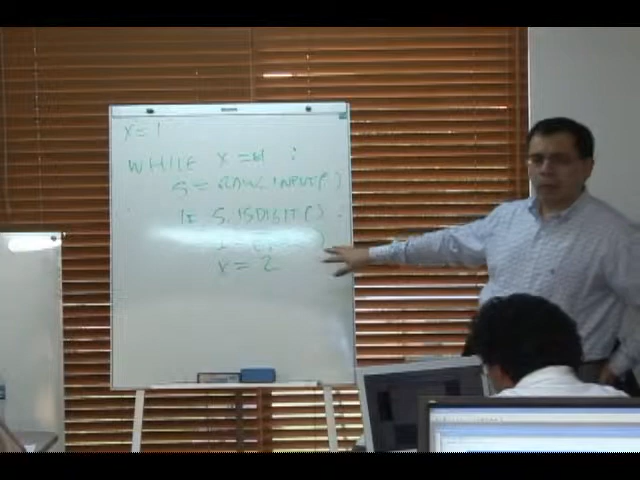 X=1
WHILE X=1 :
S= RAW_INPUT()
IF S.ISDIGIT() :
X=2